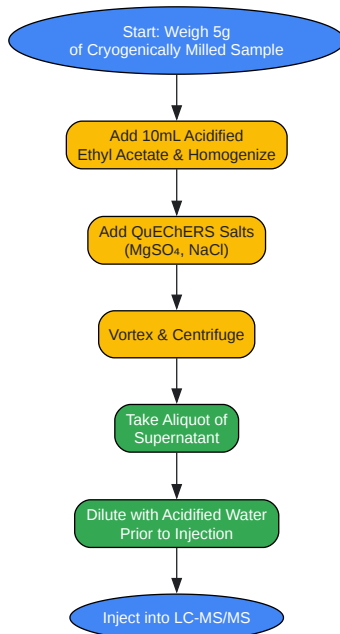 Start: Weigh 5g
of Cryogenically Milled Sample
Add 10mL Acidified
Ethyl Acetate & Homogenize
Add QuEChERS Salts
(MgSO₄, NaCl)
Vortex & Centrifuge
Take Aliquot of
Supernatant
Dilute with Acidified Water
Prior to Injection
Inject into LC-MS/MS